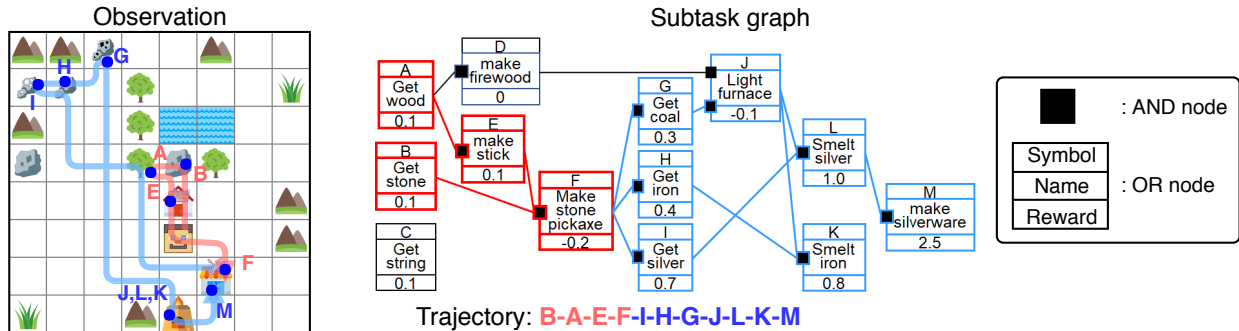 Observation
G
H
I
A
B
E
F
J,L,K
M
Subtask graph
A
Get
wood
0.1
B
Get
stone
0.1
C
Get
string
0.1
D
make
firewood
0
E
make
stick
0.1
F
Make
stone
pickaxe
-0.2
G
Get
coal
0.3
H
Get
iron
0.4
I
Get
silver
0.7
J
Light
furnace
-0.1
L
Smelt
silver
1.0
K
Smelt
iron
0.8
M
make
silverware
2.5
Trajectory: B-A-E-F-I-H-G-J-L-K-M
: AND node
Symbol
Name
Reward
: OR node